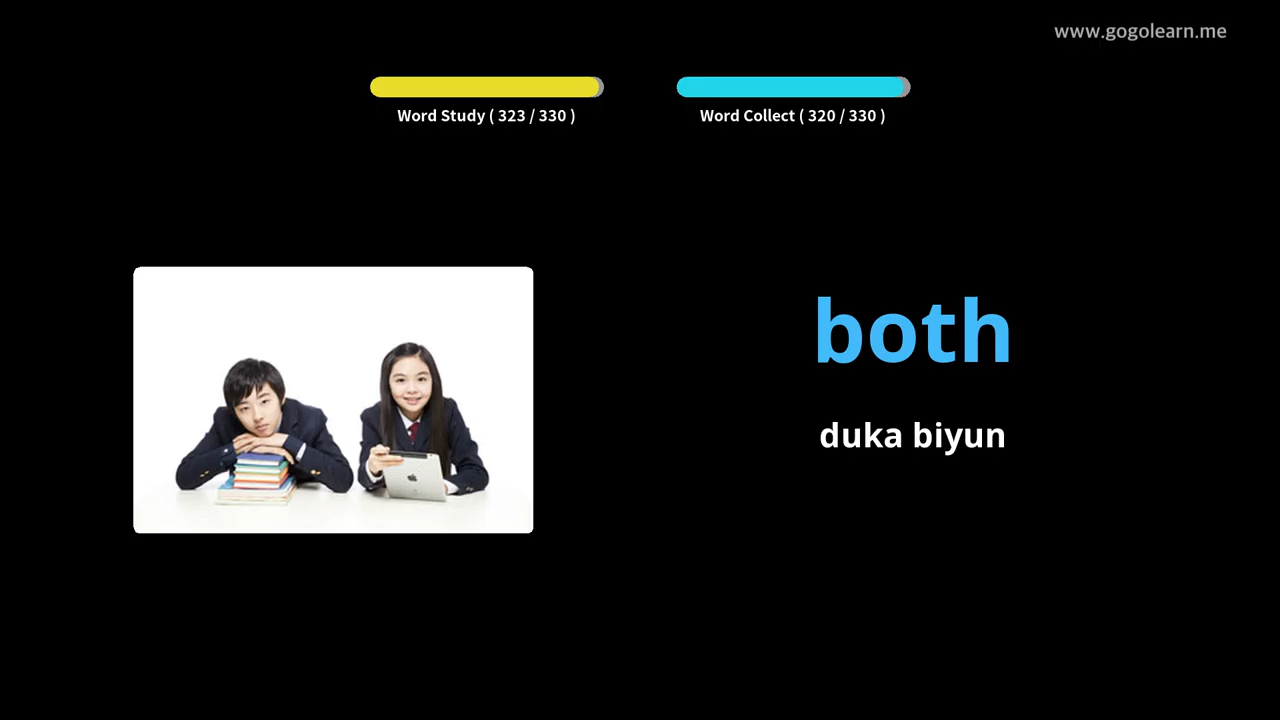 www.gogolearn.me
Word Study ( 323 / 330 )
Word Collect ( 320 / 330 )
both
duka biyun